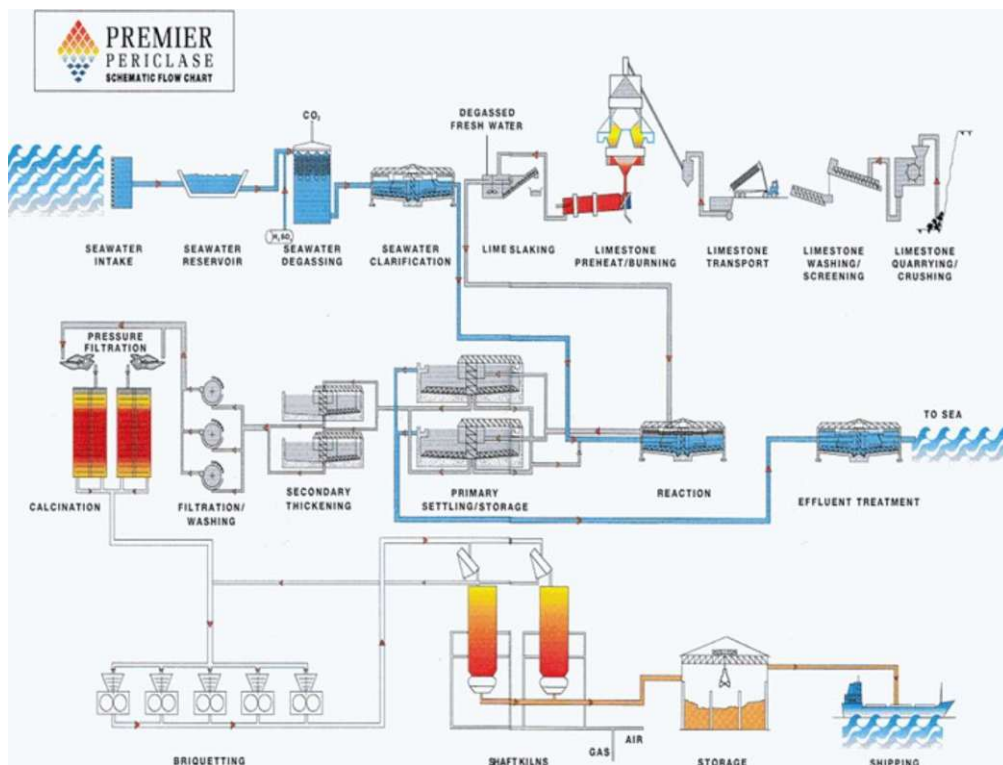 PREMIER
PERICLASE
SCHEMATIC FLOW CHART
CO₂
DEGASSED
FRESH WATER
H₂SO₄
SEAWATER
INTAKE
SEAWATER
RESERVOIR
SEAWATER
DEGASSING
SEAWATER
CLARIFICATION
LIME SLAKING
LIMESTONE
PREHEAT/BURNING
LIMESTONE
TRANSPORT
LIMESTONE
WASHING/
SCREENING
LIMESTONE
QUARRYING/
CRUSHING
PRESSURE
FILTRATION
TO SEA
CALCINATION
FILTRATION/
WASHING
SECONDARY
THICKENING
PRIMARY
SETTLING/STORAGE
REACTION
EFFLUENT TREATMENT
AIR
GAS
BRIQUETTING
SHAFT KILNS
STORAGE
SHIPPING